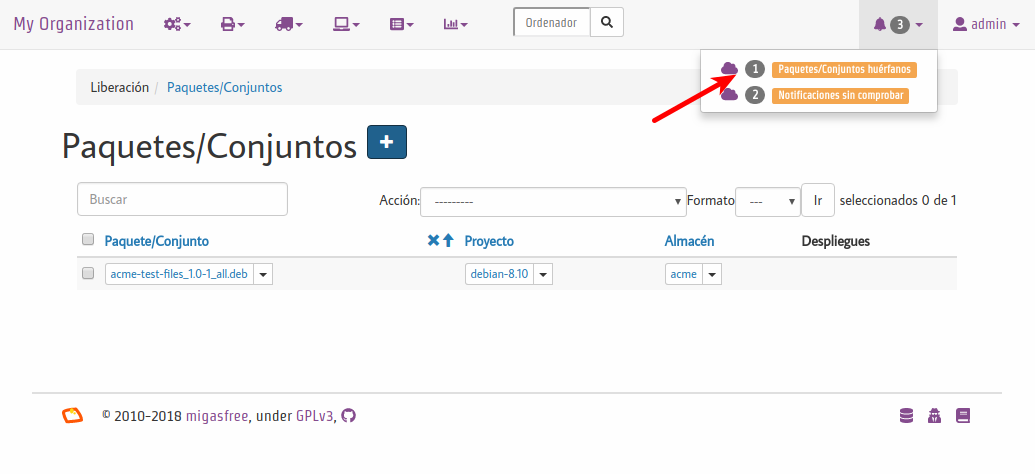 My Organization Ordenador 3 admin
1 Paquetes/Conjuntos huérfanos
2 Notificaciones sin comprobar
Liberación / Paquetes/Conjuntos
Paquetes/Conjuntos +
Buscar Acción: --------- Formato --- Ir seleccionados 0 de 1
Paquete/Conjunto Proyecto Almacén Despliegues
acme-test-files_1.0-1_all.deb debian-8.10 acme
© 2010-2018 migasfree, under GPLv3,